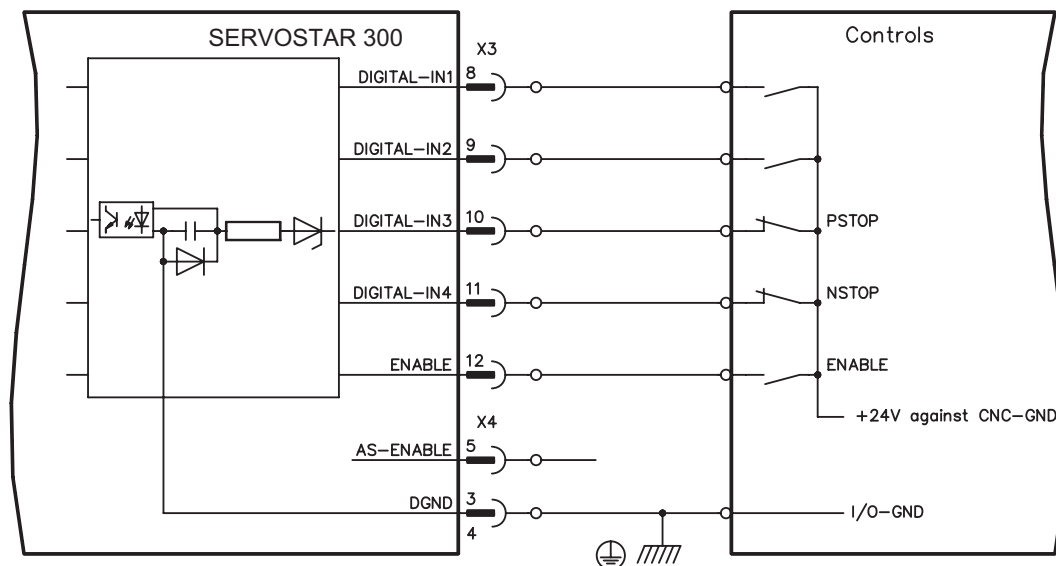 SERVOSTAR 300
Controls
X3
DIGITAL-IN1 8
DIGITAL-IN2 9
DIGITAL-IN3 10 PSTOP
DIGITAL-IN4 11 NSTOP
ENABLE 12 ENABLE
+24V against CNC-GND
X4
AS-ENABLE 5
DGND 3 I/O-GND
4